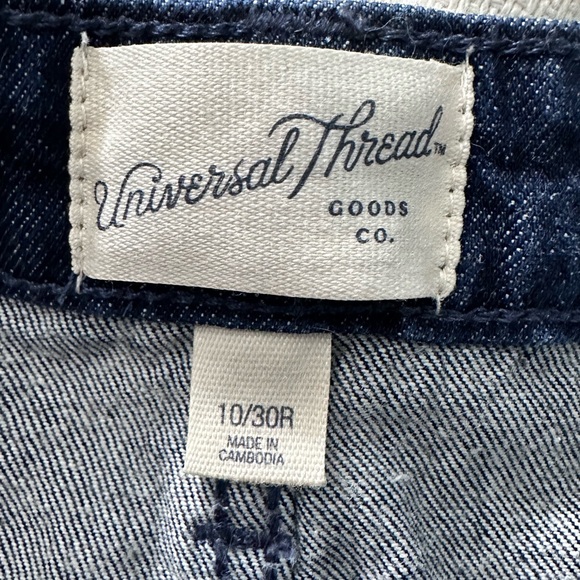 Universal Thread™
GOODS
CO.
10/30R
MADE IN
CAMBODIA